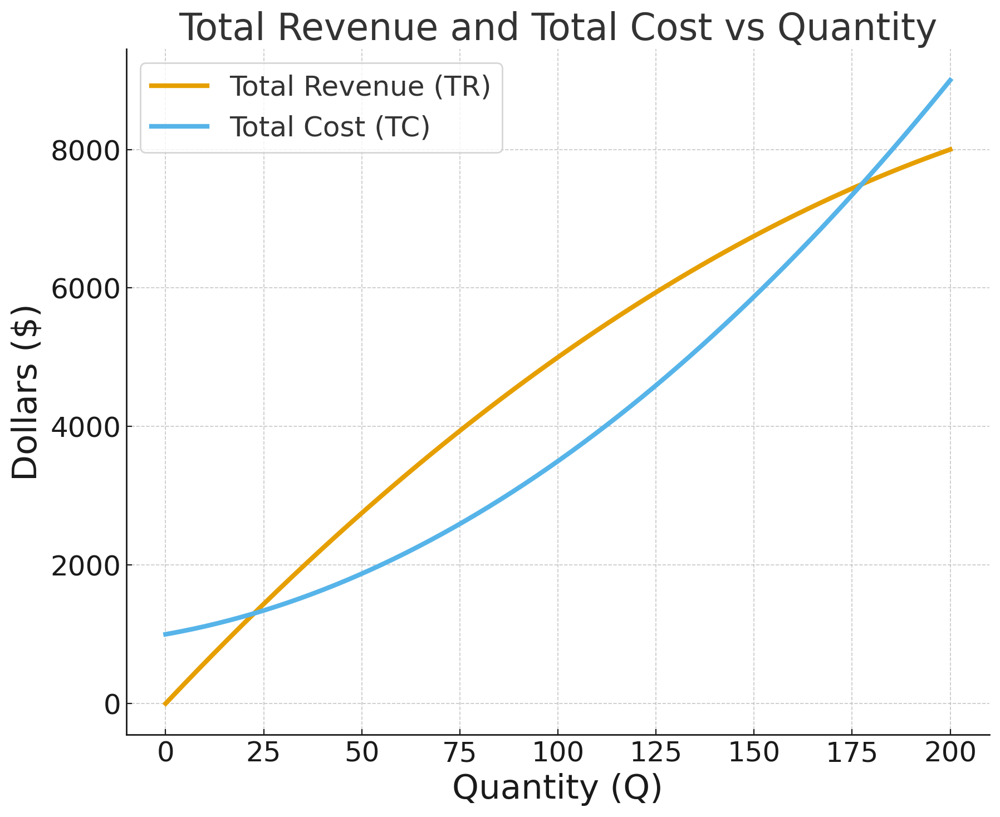 Total Revenue and Total Cost vs Quantity
Total Revenue (TR)
Total Cost (TC)
Dollars ($)
8000
6000
4000
2000
0
0 25 50 75 100 125 150 175 200
Quantity (Q)